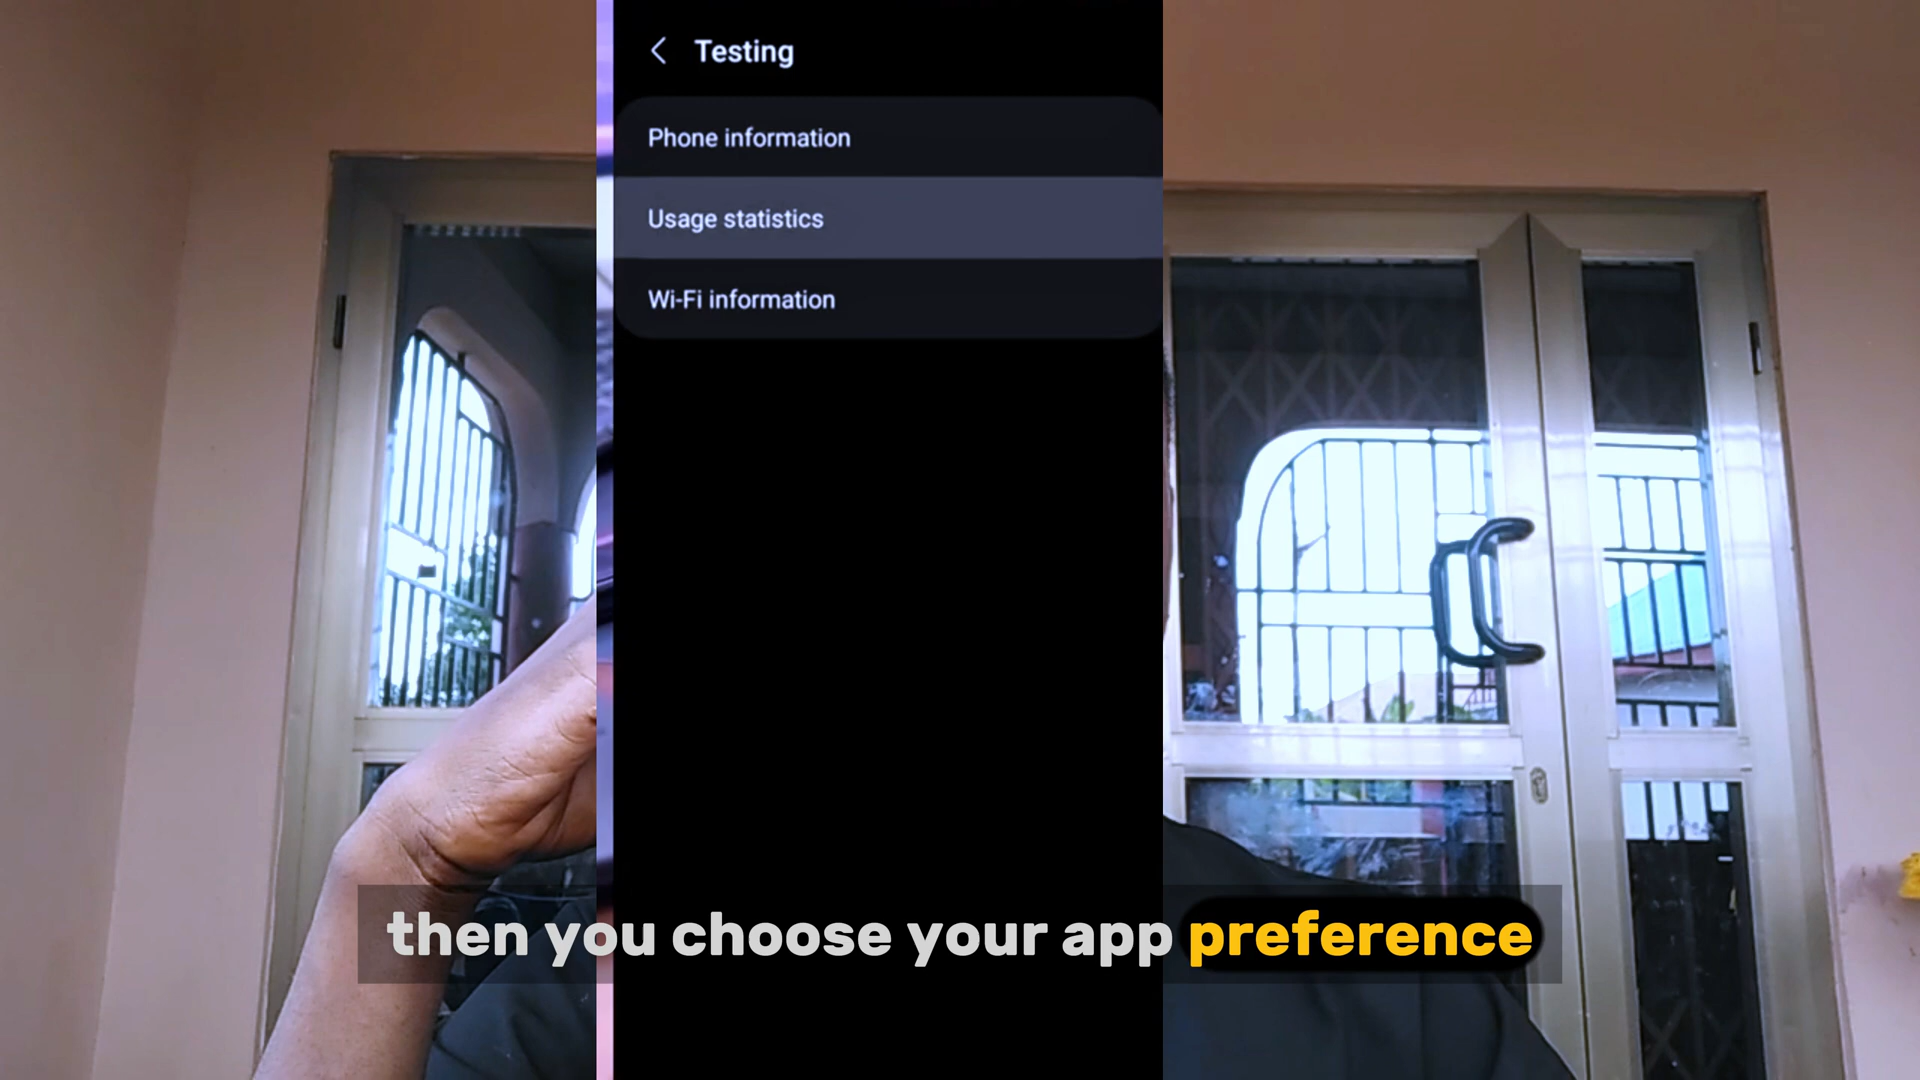 Testing
Phone information
Usage statistics
Wi-Fi information
then you choose your app preference